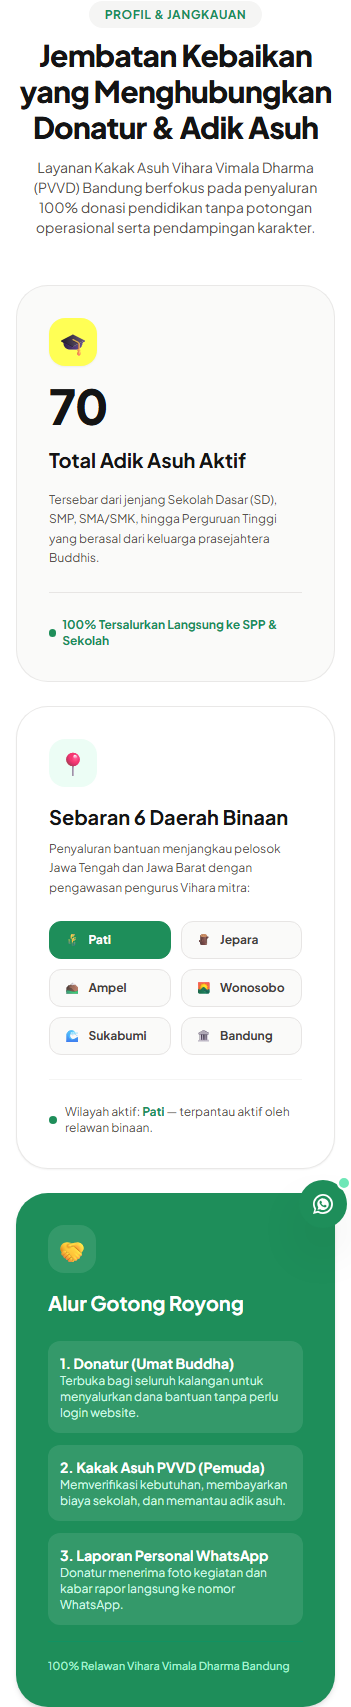 PROFIL & JANGKAUAN
Jembatan Kebaikan
yang Menghubungkan
Donatur & Adik Asuh
Layanan Kakak Asuh Vihara Vimala Dharma
(PVVD) Bandung berfokus pada penyaluran
100% donasi pendidikan tanpa potongan
operasional serta pendampingan karakter.
70
Total Adik Asuh Aktif
Tersebar dari jenjang Sekolah Dasar (SD),
SMP, SMA/SMK, hingga Perguruan Tinggi
yang berasal dari keluarga prasejahtera
Buddhis.
100% Tersalurkan Langsung ke SPP &
Sekolah
Sebaran 6 Daerah Binaan
Penyaluran bantuan menjangkau pelosok
Jawa Tengah dan Jawa Barat dengan
pengawasan pengurus Vihara mitra:
Pati
Jepara
Ampel
Wonosobo
Sukabumi
Bandung
Wilayah aktif: Pati — terpantau aktif oleh
relawan binaan.
Alur Gotong Royong
1. Donatur (Umat Buddha)
Terbuka bagi seluruh kalangan untuk
menyalurkan dana bantuan tanpa perlu
login website.
2. Kakak Asuh PVVD (Pemuda)
Memverifikasi kebutuhan, membayarkan
biaya sekolah, dan memantau adik asuh.
3. Laporan Personal WhatsApp
Donatur menerima foto kegiatan dan
kabar rapor langsung ke nomor
WhatsApp.
100% Relawan Vihara Vimala Dharma Bandung